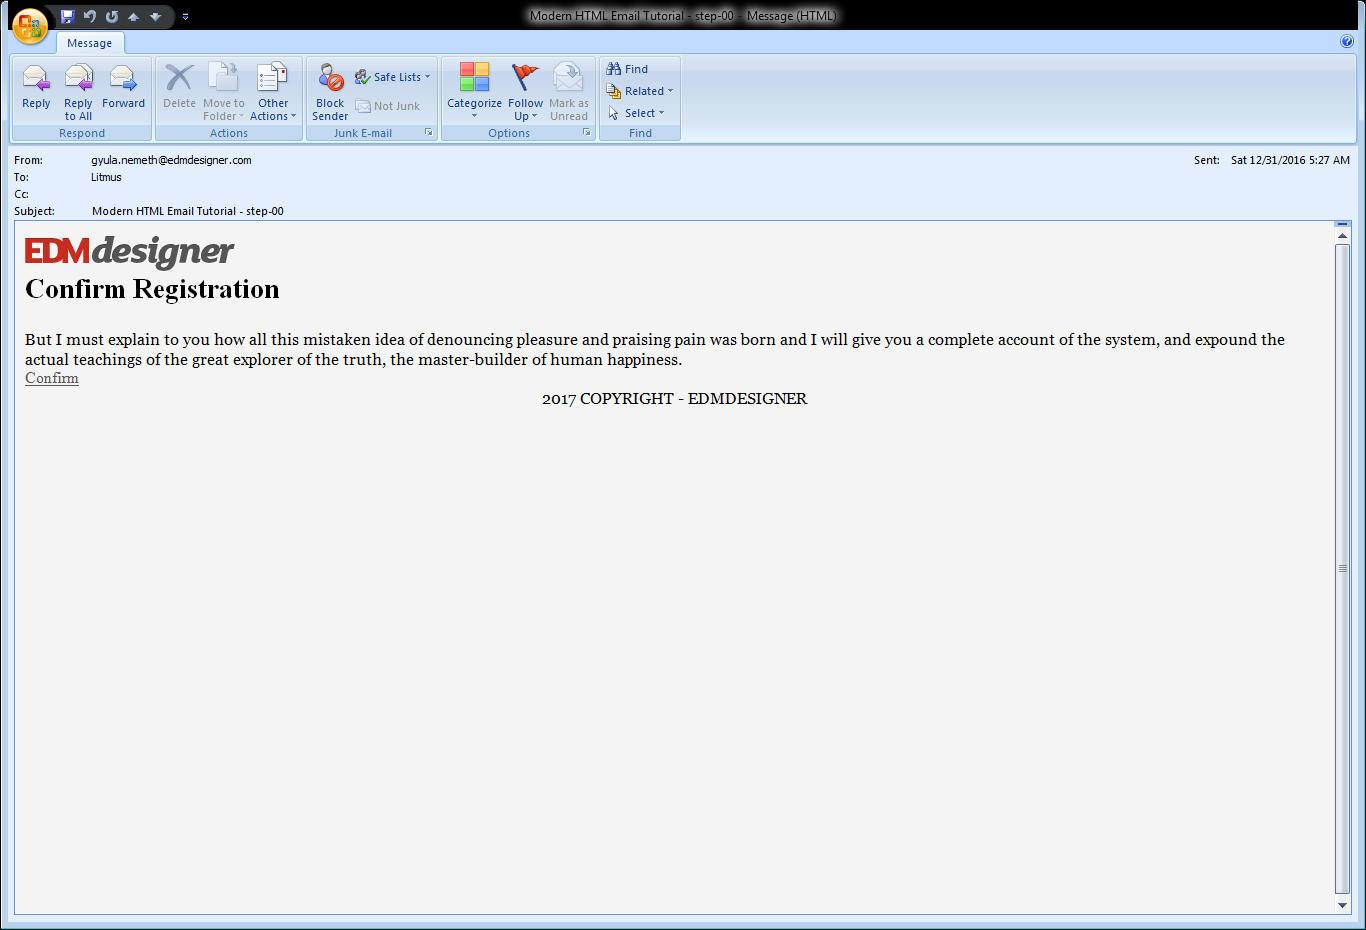 Modern HTML Email Tutorial - step-00 - Message (HTML)
Message
Reply
Reply to All
Forward
Respond
Delete
Move to Folder
Other Actions
Actions
Block Sender
Safe Lists
Not Junk
Junk E-mail
Categorize
Follow Up
Mark as Unread
Options
Find
Related
Select
Find
From: gyula.nemeth@edmdesigner.com
Sent: Sat 12/31/2016 5:27 AM
To: Litmus
Cc:
Subject: Modern HTML Email Tutorial - step-00
EDMdesigner
Confirm Registration
But I must explain to you how all this mistaken idea of denouncing pleasure and praising pain was born and I will give you a complete account of the system, and expound the
actual teachings of the great explorer of the truth, the master-builder of human happiness.
Confirm
2017 COPYRIGHT - EDMDESIGNER